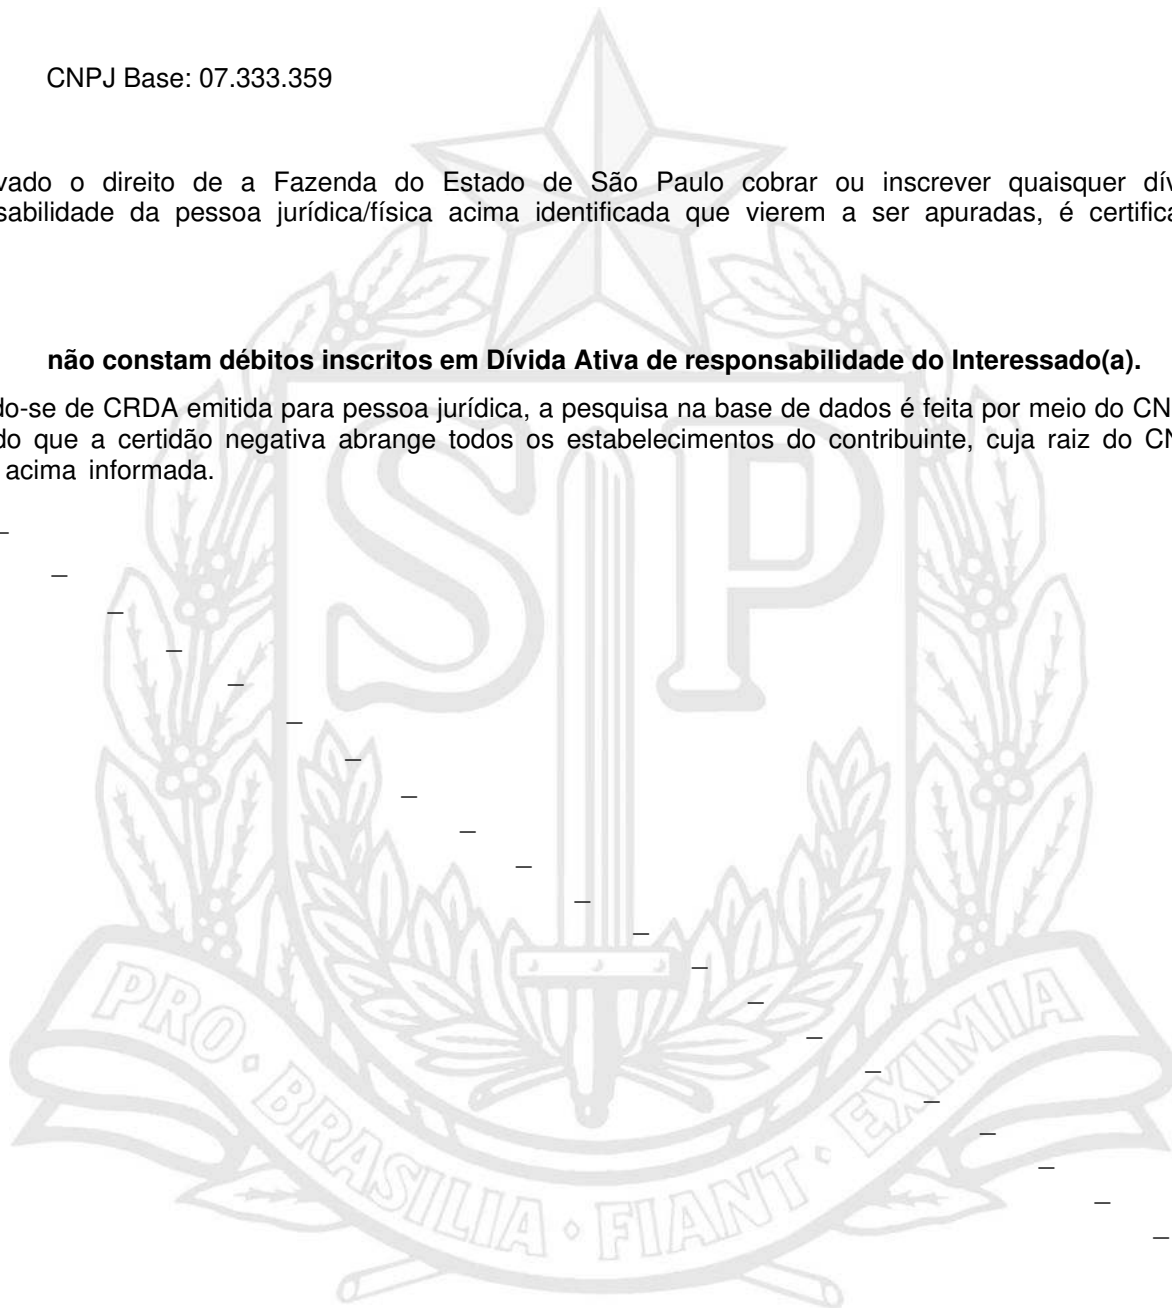 CNPJ Base: 07.333.359
vado o direito de a Fazenda do Estado de São Paulo cobrar ou inscrever quaisquer dív
sabilidade da pessoa jurídica/física acima identificada que vierem a ser apuradas, é certifica
não constam débitos inscritos em Dívida Ativa de responsabilidade do Interessado(a).
do-se de CRDA emitida para pessoa jurídica, a pesquisa na base de dados é feita por meio do CN
do que a certidão negativa abrange todos os estabelecimentos do contribuinte, cuja raiz do CN
acima informada.
SP
PRO • BRASILIA • FIANT • EXIMIA